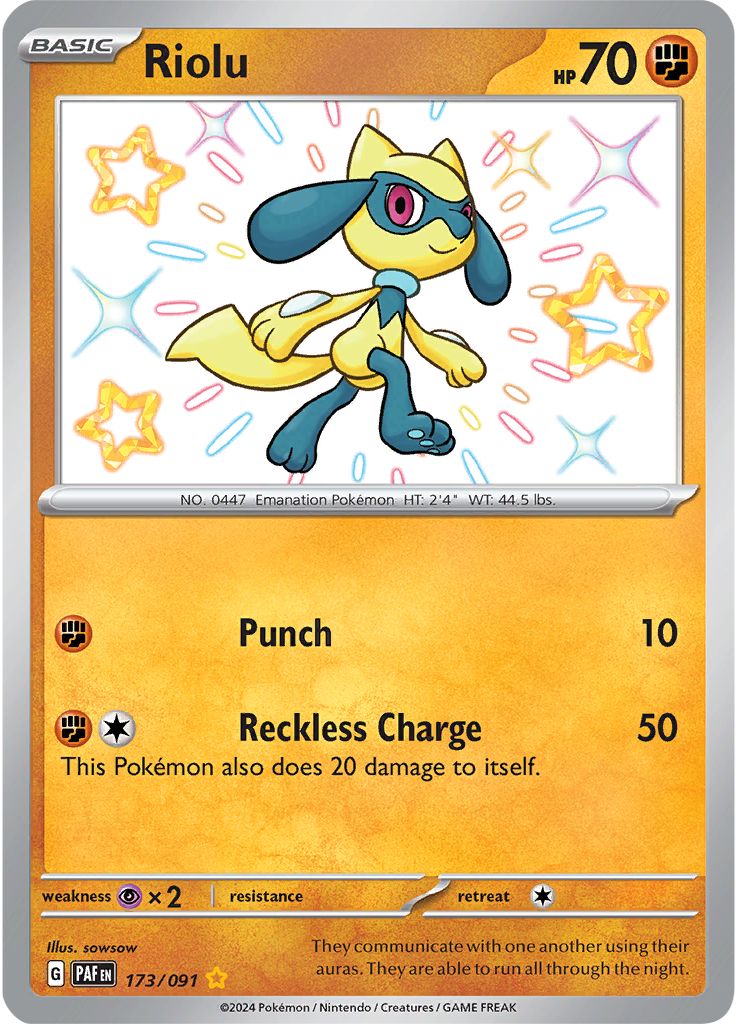 BASIC Riolu HP 70
NO. 0447 Emanation Pokémon HT: 2'4" WT: 44.5 lbs.
Punch 10
Reckless Charge 50
This Pokémon also does 20 damage to itself.
weakness ×2 resistance retreat
Illus. sowsow
They communicate with one another using their
auras. They are able to run all through the night.
G PAF EN 173/091
©2024 Pokémon / Nintendo / Creatures / GAME FREAK